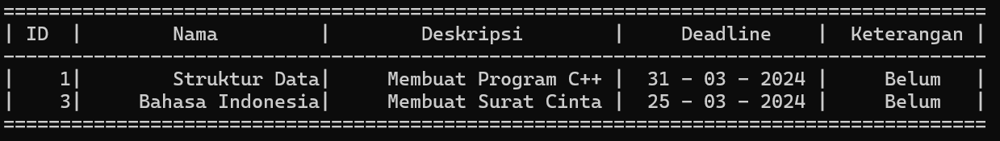 =======================================================================================
| ID  |        Nama         |        Deskripsi        |     Deadline    |  Keterangan |
---------------------------------------------------------------------------------------
|    1|        Struktur Data|     Membuat Program C++ |  31 - 03 - 2024 |     Belum   |
|    3|     Bahasa Indonesia|     Membuat Surat Cinta |  25 - 03 - 2024 |     Belum   |
=======================================================================================